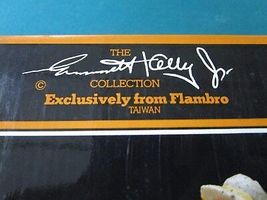 THE
Emmett Kelly Jr.
© COLLECTION
Exclusively from Flambro
TAIWAN